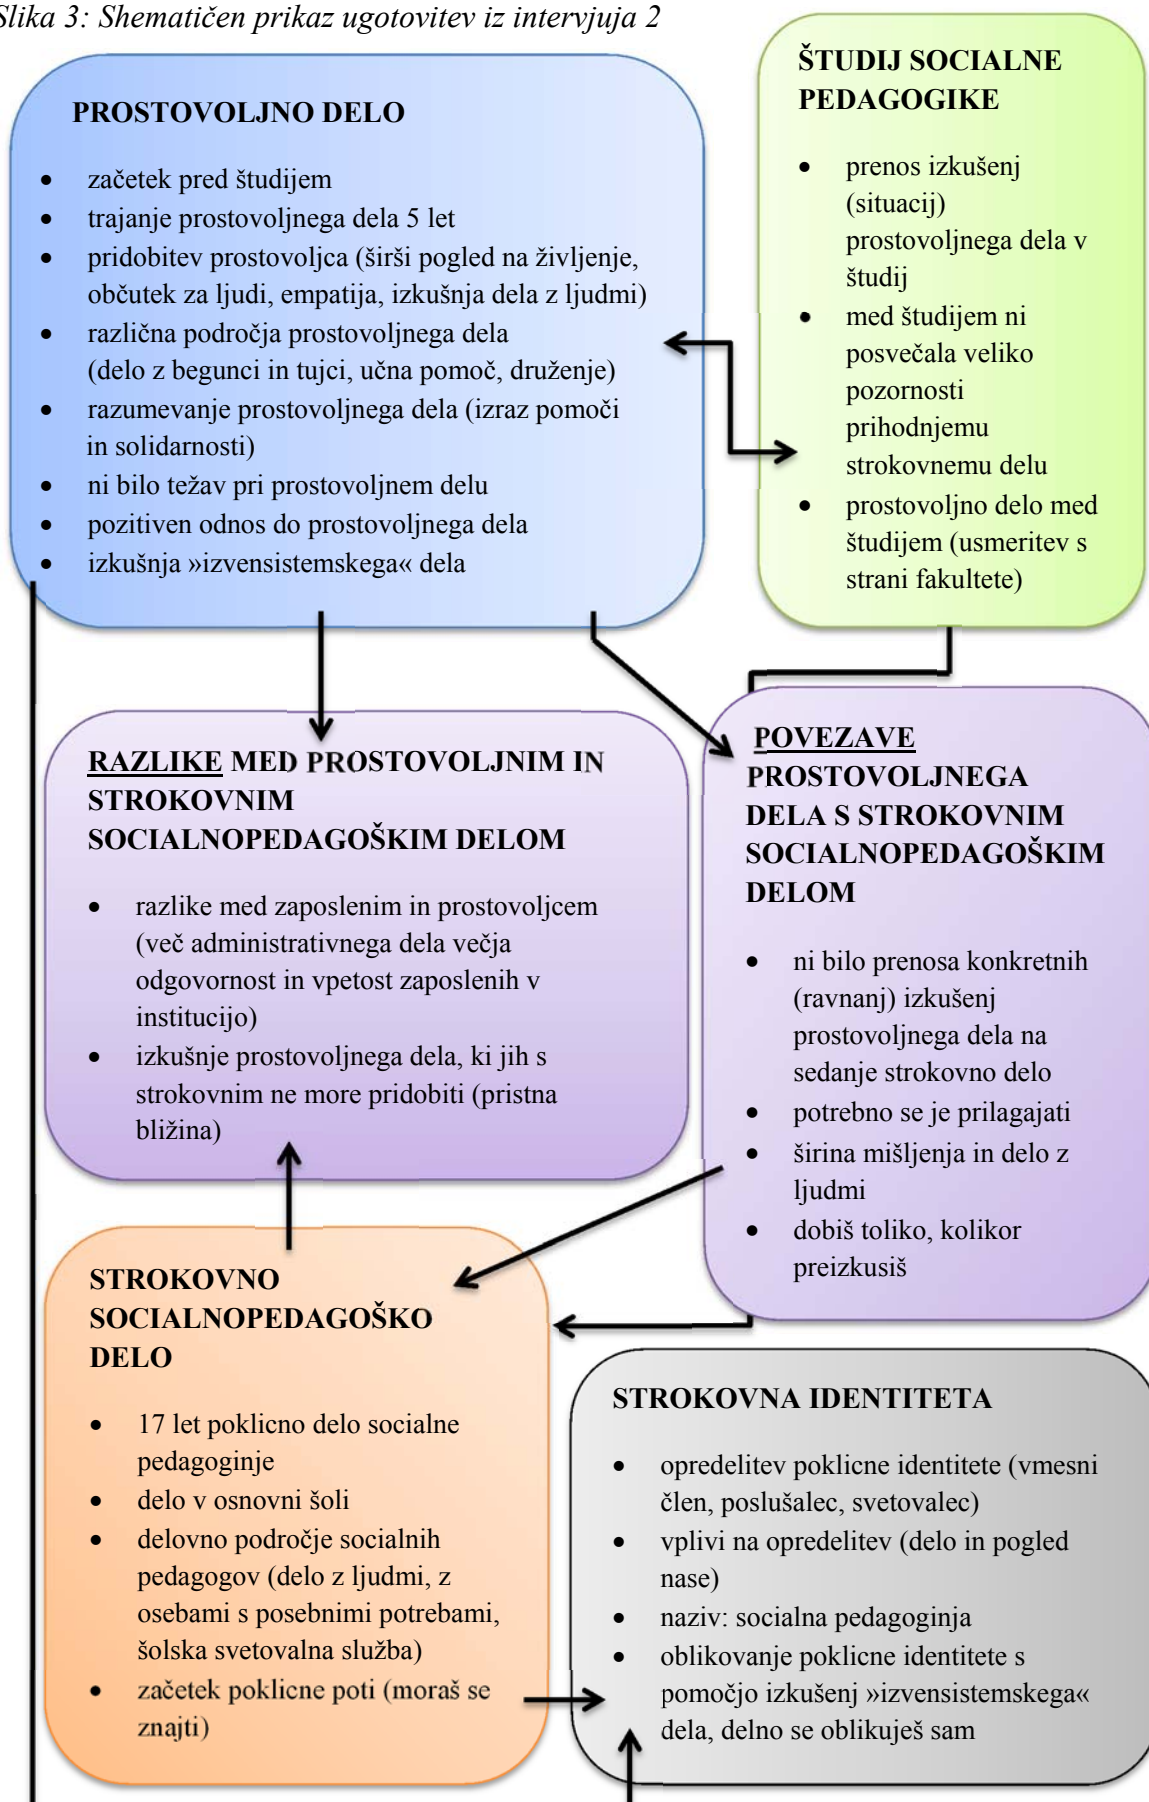 Slika 3: Shematičen prikaz ugotovitev iz intervjuja 2
PROSTOVOLJNO DELO
• začetek pred študijem
• trajanje prostovoljnega dela 5 let
• pridobitev prostovoljca (širši pogled na življenje,
občutek za ljudi, empatija, izkušnja dela z ljudmi)
• različna področja prostovoljnega dela
(delo z begunci in tujci, učna pomoč, druženje)
• razumevanje prostovoljnega dela (izraz pomoči
in solidarnosti)
• ni bilo težav pri prostovoljnem delu
• pozitiven odnos do prostovoljnega dela
• izkušnja »izvensistemskega« dela
ŠTUDIJ SOCIALNE
PEDAGOGIKE
• prenos izkušenj
(situacij)
prostovoljnega dela v
študij
• med študijem ni
posvečala veliko
pozornosti
prihodnjemu
strokovnemu delu
• prostovoljno delo med
študijem (usmeritev s
strani fakultete)
RAZLIKE MED PROSTOVOLJNIM IN
STROKOVNIM
SOCIALNOPEDAGOŠKIM DELOM
• razlike med zaposlenim in prostovoljcem
(več administrativnega dela večja
odgovornost in vpetost zaposlenih v
institucijo)
• izkušnje prostovoljnega dela, ki jih s
strokovnim ne more pridobiti (pristna
bližina)
POVEZAVE
PROSTOVOLJNEGA
DELA S STROKOVNIM
SOCIALNOPEDAGOŠKIM
DELOM
• ni bilo prenosa konkretnih
(ravnanj) izkušenj
prostovoljnega dela na
sedanje strokovno delo
• potrebno se je prilagajati
• širina mišljenja in delo z
ljudmi
• dobiš toliko, kolikor
preizkusiš
STROKOVNO
SOCIALNOPEDAGOŠKO
DELO
• 17 let poklicno delo socialne
pedagoginje
• delo v osnovni šoli
• delovno področje socialnih
pedagogov (delo z ljudmi, z
osebami s posebnimi potrebami,
šolska svetovalna služba)
• začetek poklicne poti (moraš se
znajti)
STROKOVNA IDENTITETA
• opredelitev poklicne identitete (vmesni
člen, poslušalec, svetovalec)
• vplivi na opredelitev (delo in pogled
nase)
• naziv: socialna pedagoginja
• oblikovanje poklicne identitete s
pomočjo izkušenj »izvensistemskega«
dela, delno se oblikuješ sam